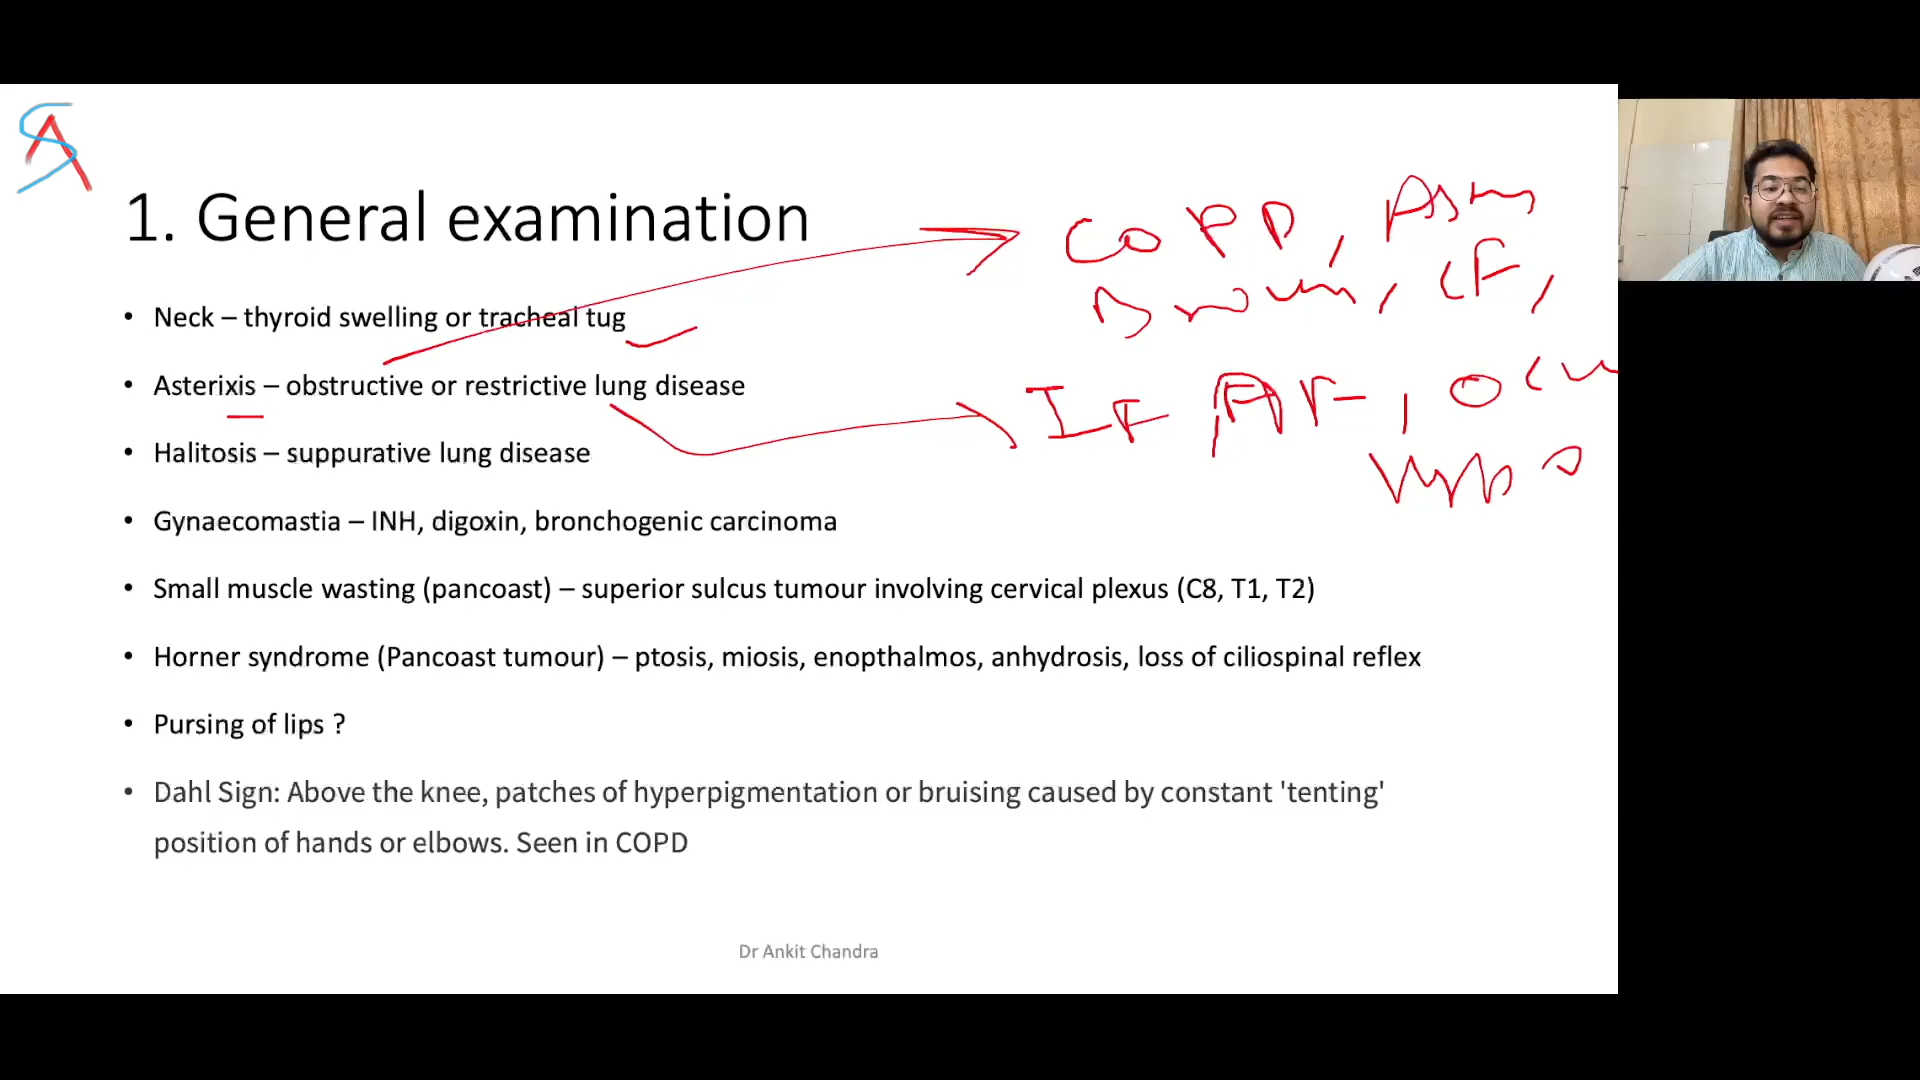 1. General examination
• Neck – thyroid swelling or tracheal tug
• Asterixis – obstructive or restrictive lung disease
• Halitosis – suppurative lung disease
• Gynaecomastia – INH, digoxin, bronchogenic carcinoma
• Small muscle wasting (pancoast) – superior sulcus tumour involving cervical plexus (C8, T1, T2)
• Horner syndrome (Pancoast tumour) – ptosis, miosis, enopthalmos, anhydrosis, loss of ciliospinal reflex
• Pursing of lips ?
• Dahl Sign: Above the knee, patches of hyperpigmentation or bruising caused by constant 'tenting'
position of hands or elbows. Seen in COPD
COPD,
CF,
Dr Ankit Chandra